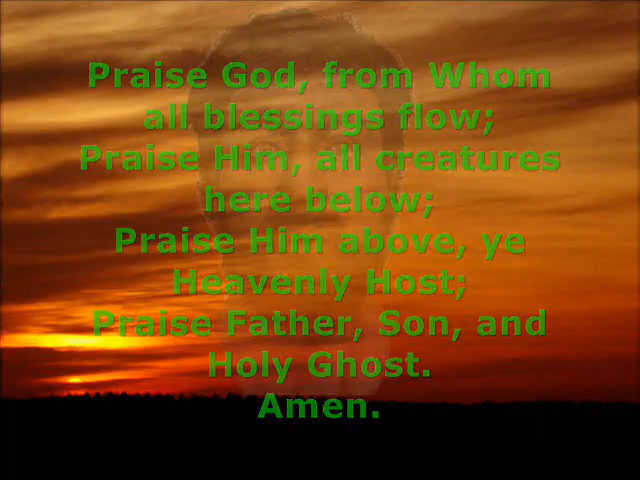 Praise God, from Whom
all blessings flow;
Praise Him, all creatures
here below;
Praise Him above, ye
Heavenly Host;
Praise Father, Son, and
Holy Ghost.
Amen.